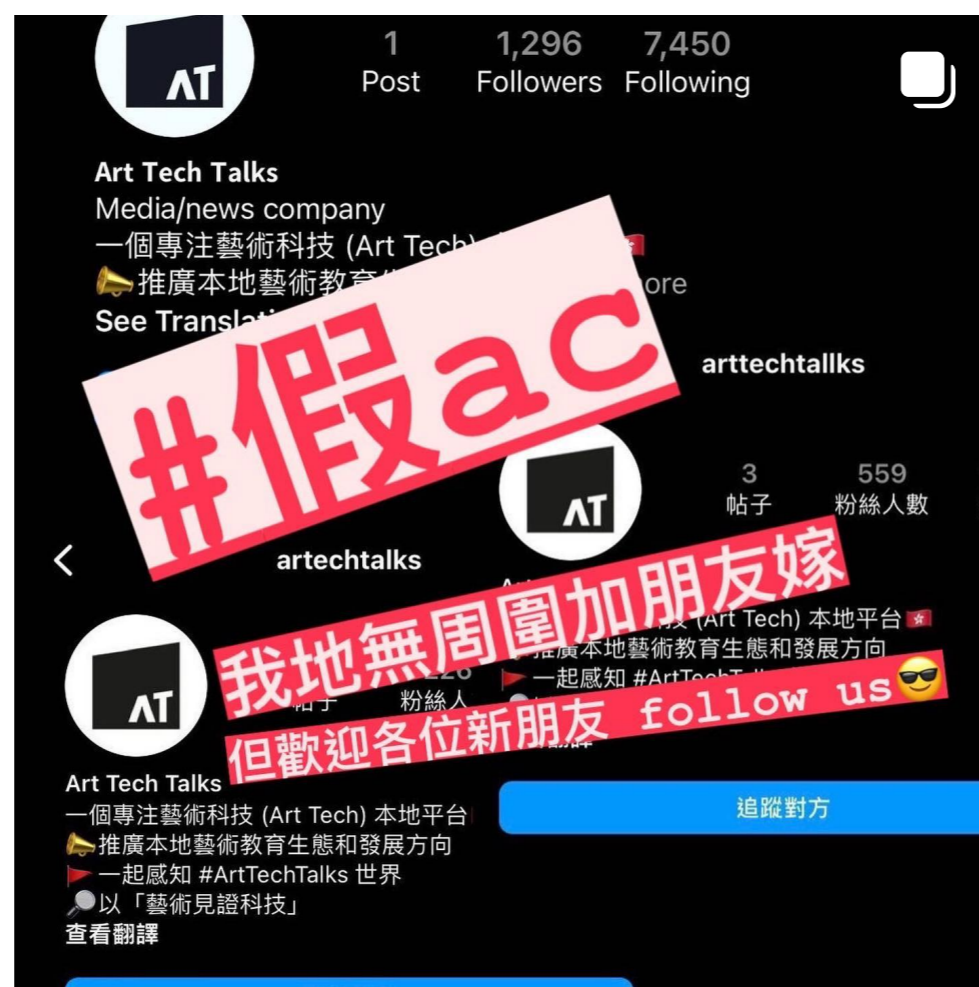 1 1,296 7,450
Post Followers Following
AT
Art Tech Talks
Media/news company
一個專注藝術科技 (Art Tech)
📣推廣本地藝術教育
ore
See Translati
#假ac
arttechtallks
AT
3 559
帖子 粉絲人數
artechtalks
我地無周圍加朋友嫁
(Art Tech) 本地平台🇭🇰
推廣本地藝術教育生態和發展方向
🚩一起感知 #ArtTechT
AT
帖子 粉絲人
但歡迎各位新朋友 follow us😎
Art Tech Talks
一個專注藝術科技 (Art Tech) 本地平台
📣推廣本地藝術教育生態和發展方向
🚩一起感知 #ArtTechTalks 世界
🔎以「藝術見證科技」
查看翻譯
追蹤對方